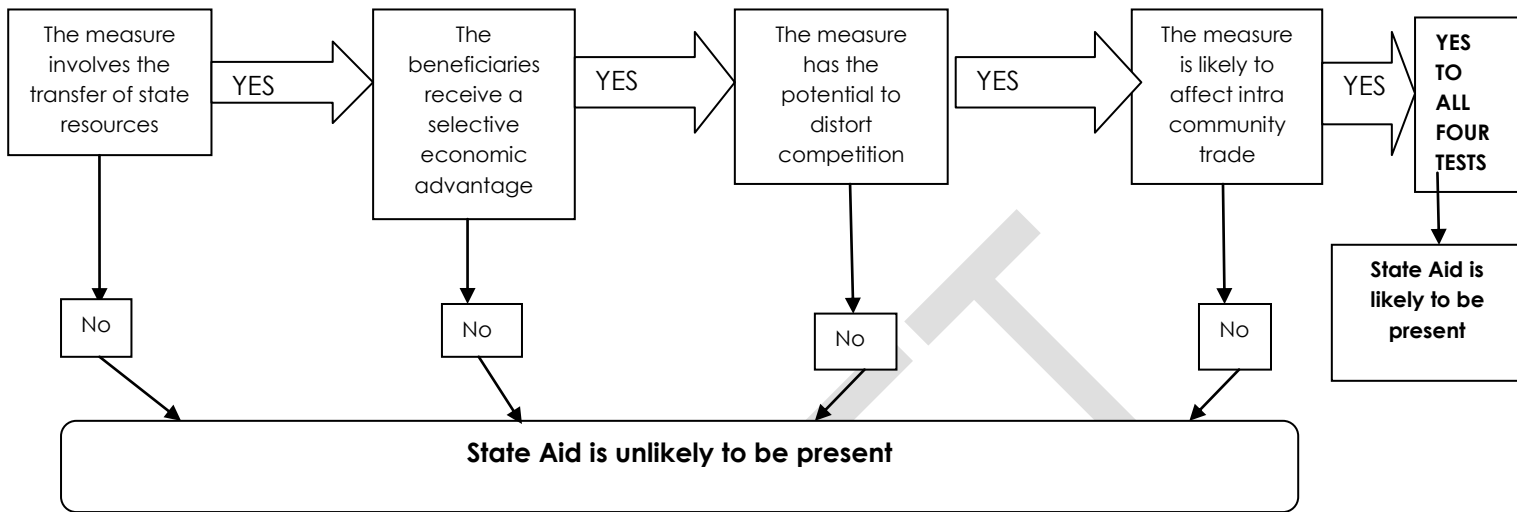 The measure
involves the
transfer of state
resources
YES
The
beneficiaries
receive a
selective
economic
advantage
YES
The measure
has the
potential to
distort
competition
YES
The measure
is likely to
affect intra
community
trade
YES
YES
TO
ALL
FOUR
TESTS
No
No
No
No
State Aid is
likely to be
present
State Aid is unlikely to be present